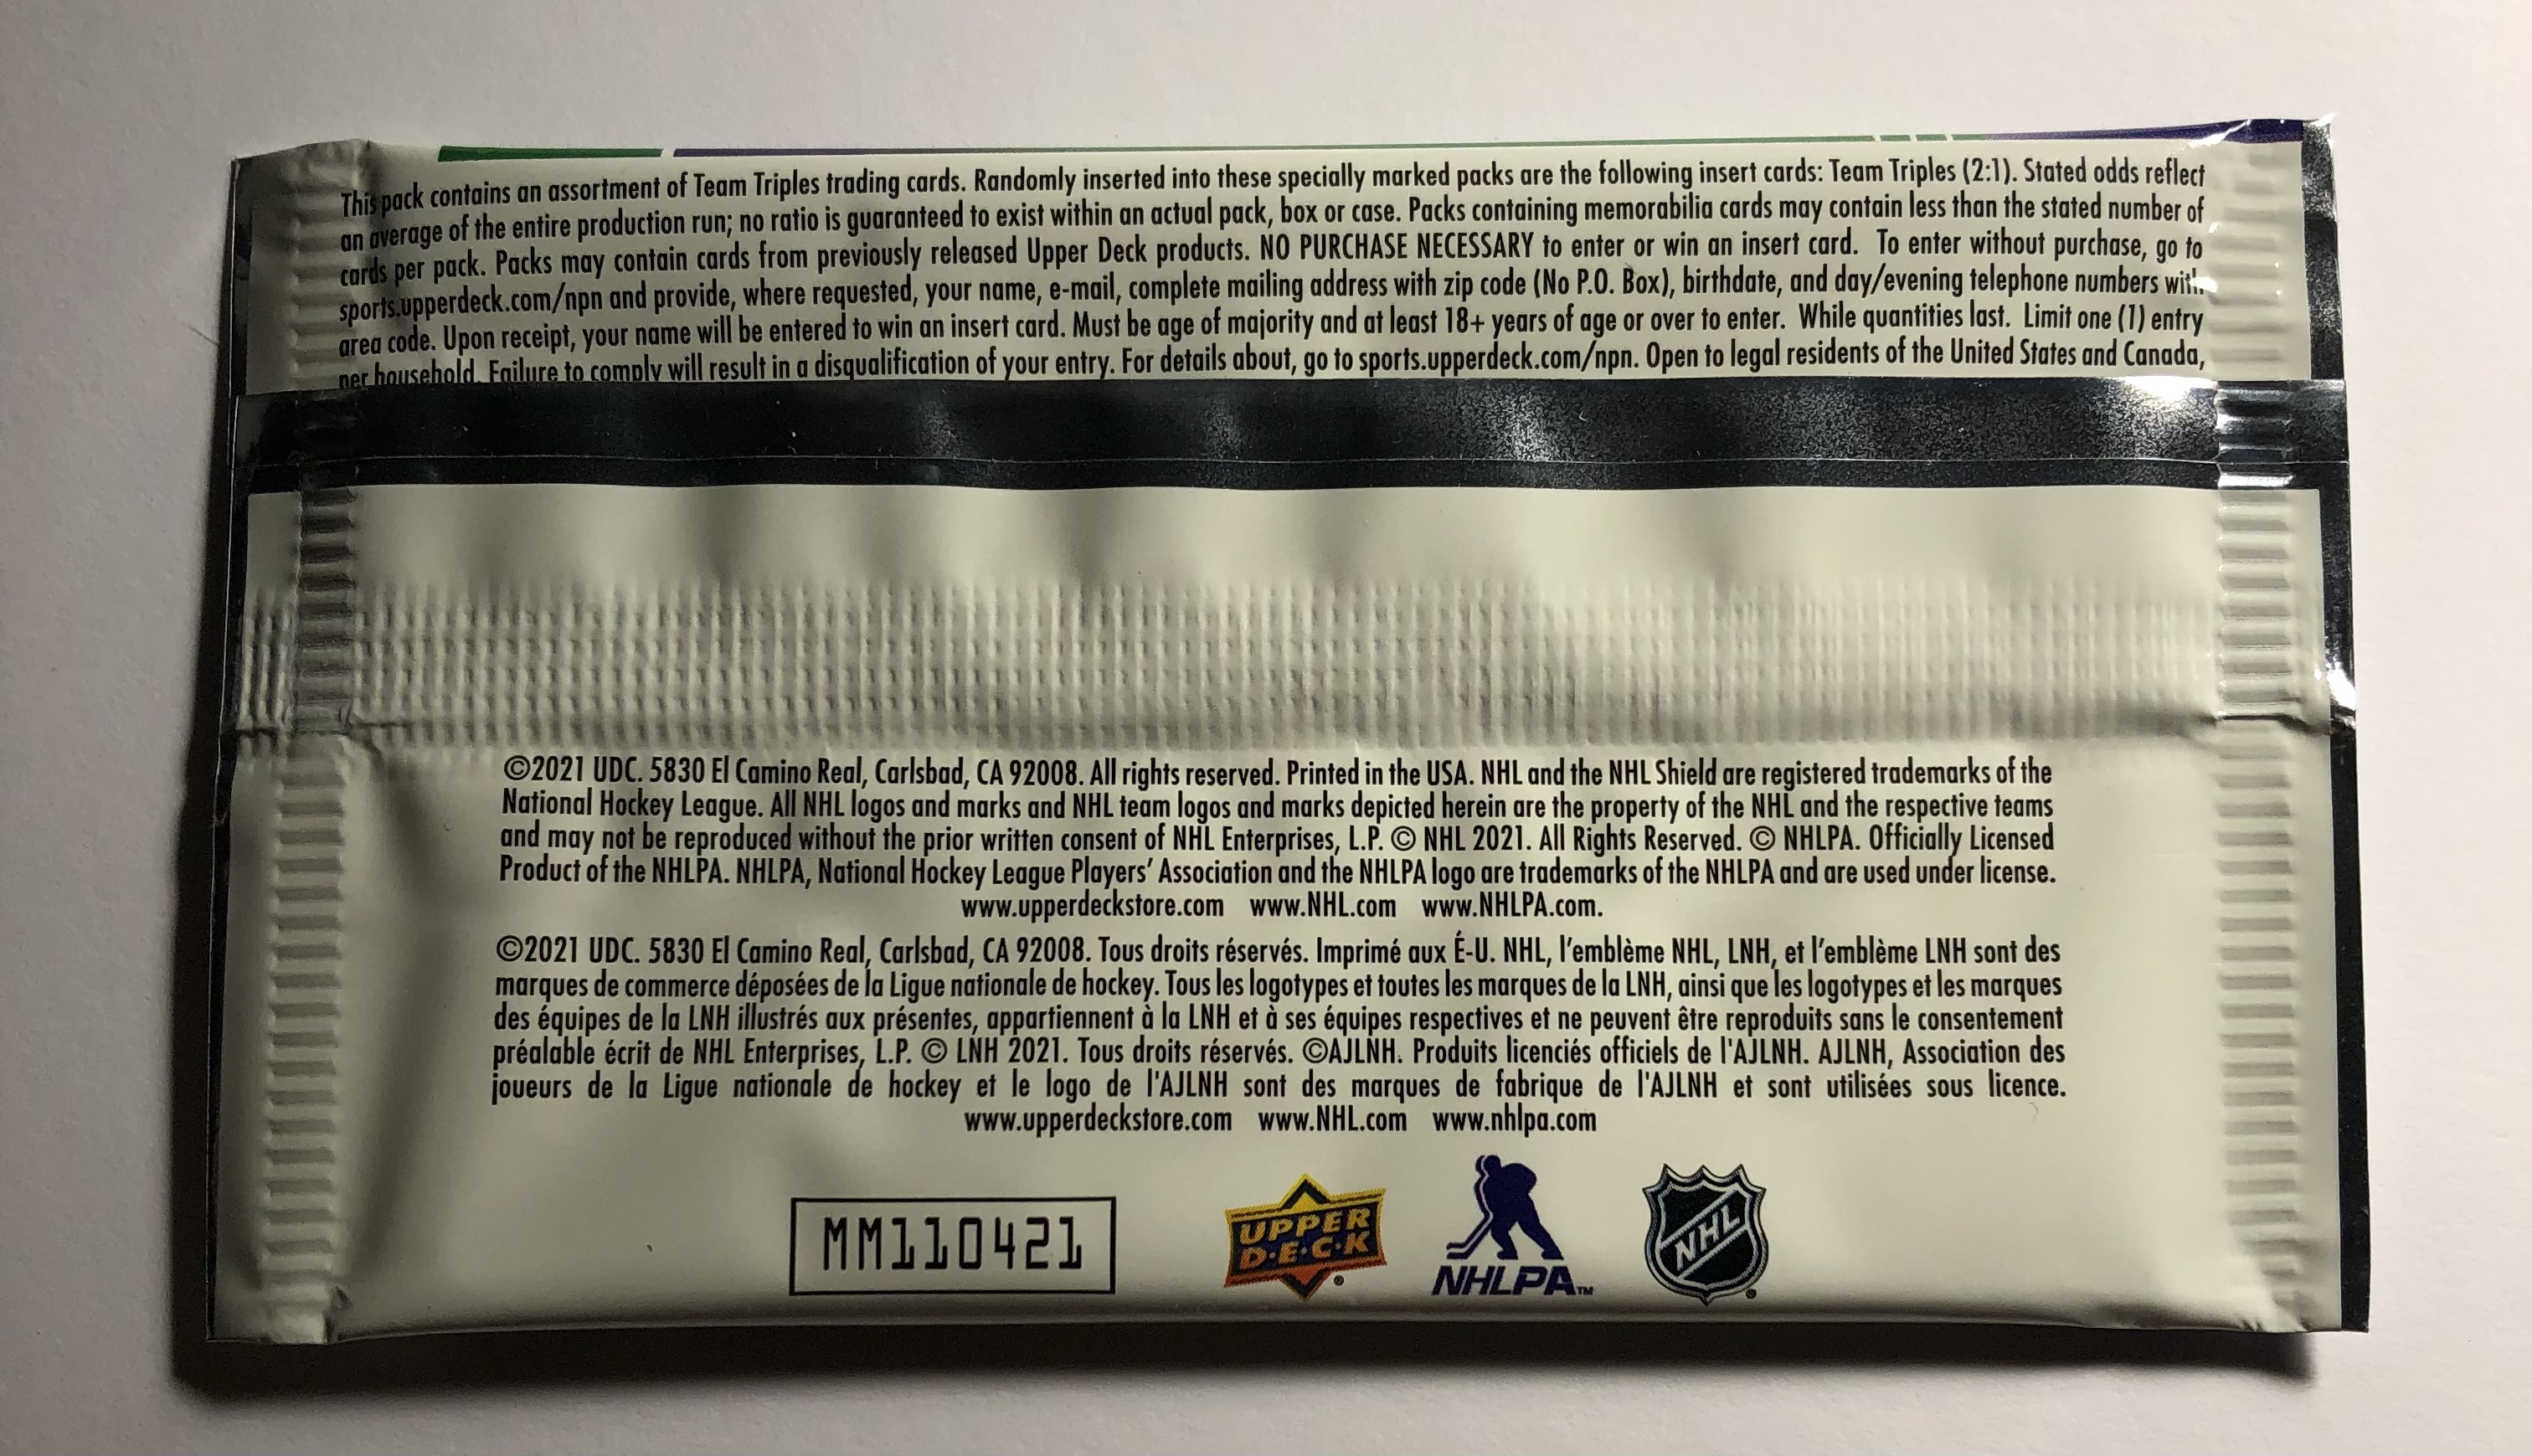 This pack contains an assortment of Team Triples trading cards. Randomly inserted into these specially marked packs are the following insert cards: Team Triples (2:1). Stated odds reflect
an average of the entire production run; no ratio is guaranteed to exist within an actual pack, box or case. Packs containing memorabilia cards may contain less than the stated number of
cards per pack. Packs may contain cards from previously released Upper Deck products. NO PURCHASE NECESSARY to enter or win an insert card. To enter without purchase, go to
sports.upperdeck.com/npn and provide, where requested, your name, e-mail, complete mailing address with zip code (No P.O. Box), birthdate, and day/evening telephone numbers with
area code. Upon receipt, your name will be entered to win an insert card. Must be age of majority and at least 18+ years of age or over to enter. While quantities last. Limit one (1) entry
per household. Failure to comply will result in a disqualification of your entry. For details about, go to sports.upperdeck.com/npn. Open to legal residents of the United States and Canada,
©2021 UDC. 5830 El Camino Real, Carlsbad, CA 92008. All rights reserved. Printed in the USA. NHL and the NHL Shield are registered trademarks of the
National Hockey League. All NHL logos and marks and NHL team logos and marks depicted herein are the property of the NHL and the respective teams
and may not be reproduced without the prior written consent of NHL Enterprises, L.P. © NHL 2021. All Rights Reserved. © NHLPA. Officially Licensed
Product of the NHLPA. NHLPA, National Hockey League Players' Association and the NHLPA logo are trademarks of the NHLPA and are used under license.
www.upperdeckstore.com www.NHL.com www.NHLPA.com.
©2021 UDC. 5830 El Camino Real, Carlsbad, CA 92008. Tous droits réservés. Imprimé aux É-U. NHL, l'emblème NHL, LNH, et l'emblème LNH sont des
marques de commerce déposées de la Ligue nationale de hockey. Tous les logotypes et toutes les marques de la LNH, ainsi que les logotypes et les marques
des équipes de la LNH illustrés aux présentes, appartiennent à la LNH et à ses équipes respectives et ne peuvent être reproduits sans le consentement
préalable écrit de NHL Enterprises, L.P. © LNH 2021. Tous droits réservés. ©AJLNH. Produits licenciés officiels de l'AJLNH. AJLNH, Association des
joueurs de la Ligue nationale de hockey et le logo de l'AJLNH sont des marques de fabrique de l'AJLNH et sont utilisées sous licence.
www.upperdeckstore.com www.NHL.com www.nhlpa.com
MM110421
UPPER
D·E·C·K
NHLPA™
NHL